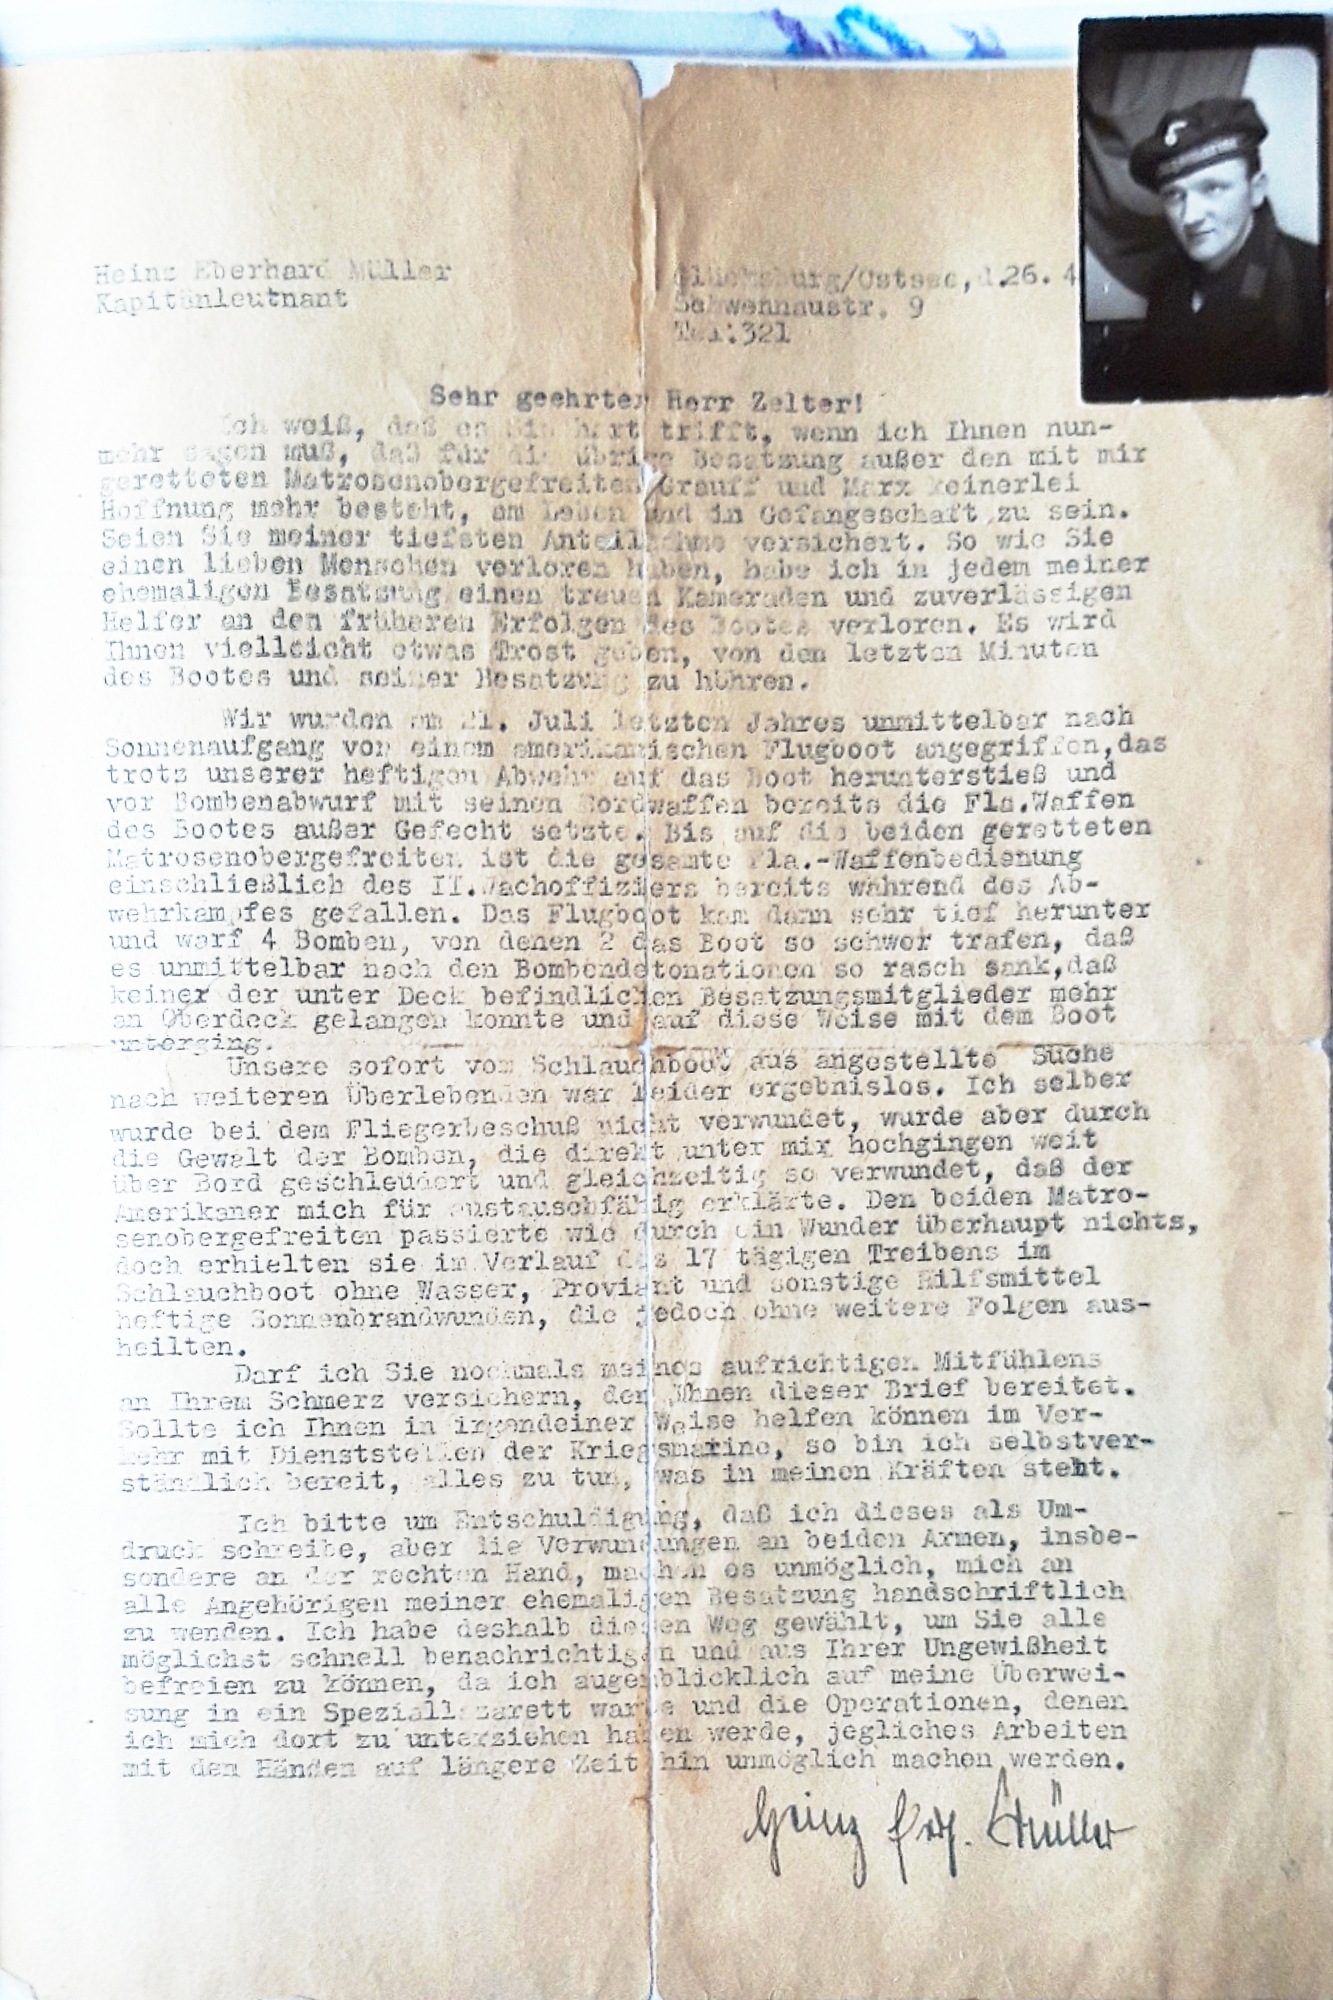 Heinz Eberhard Müller
Kapitänleutnant
Glücksburg/Ostsee,d.26. 4
Schwennaustr. 9
Tel:321
Sehr geehrter Herr Zelter!
Ich weiß, daß es Sie hart trifft, wenn ich Ihnen nun-
mehr sagen muß, daß für die übrige Besatzung außer den mit mir
geretteten Matrosenobergefreiten Grauff und Marx keinerlei
Hoffnung mehr besteht, am Leben und in Gefangeschaft zu sein.
Seien Sie meiner tiefsten Anteilnahme versichert. So wie Sie
einen lieben Menschen verloren haben, habe ich in jedem meiner
ehemaligen Besatzung einen treuen Kameraden und zuverlässigen
Helfer an den früheren Erfolgen des Bootes verloren. Es wird
Ihnen vielleicht etwas Trost geben, von den letzten Minuten
des Bootes und seiner Besatzung zu höhren.
Wir wurden am 21. Juli letzten Jahres unmittelbar nach
Sonnenaufgang von einem amerikanischen Flugboot angegriffen,das
trotz unserer heftigen Abwehr auf das Boot herunterstieß und
vor Bombenabwurf mit seinen Bordwaffen bereits die Fla.Waffen
des Bootes außer Gefecht setzte. Bis auf die beiden geretteten
Matrosenobergefreiten ist die gesamte Fla.-Waffenbedienung
einschließlich des II.Wachoffiziers bereits während des Ab-
wehrkampfes gefallen. Das Flugboot kam dann sehr tief herunter
und warf 4 Bomben, von denen 2 das Boot so schwer trafen, daß
es unmittelbar nach den Bombendetonationen so rasch sank,daß
keiner der unter Deck befindlichen Besatzungsmitglieder mehr
an Oberdeck gelangen konnte und auf diese Weise mit dem Boot
unterging.
Unsere sofort vom Schlauchboot aus angestellte Suche
nach weiteren Überlebenden war leider ergebnislos. Ich selber
wurde bei dem Fliegerbeschuß nicht verwundet, wurde aber durch
die Gewalt der Bomben, die direkt unter mir hochgingen weit
über Bord geschleudert und gleichzeitig so verwundet, daß der
Amerikaner mich für austauschfähig erklärte. Den beiden Matro-
senobergefreiten passierte wie durch ein Wunder überhaupt nichts,
doch erhielten sie im Verlauf des 17 tägigen Treibens im
Schlauchboot ohne Wasser, Proviant und sonstige Hilfsmittel
heftige Sonnenbrandwunden, die jedoch ohne weitere Folgen aus-
heilten.
Darf ich Sie nochmals meines aufrichtigen Mitfühlens
an Ihrem Schmerz versichern, den Ihnen dieser Brief bereitet.
Sollte ich Ihnen in irgendeiner Weise helfen können im Ver-
kehr mit Dienststellen der Kriegsmarine, so bin ich selbstver-
ständlich bereit, alles zu tun, was in meinen Kräften steht.
Ich bitte um Entschuldigung, daß ich dieses als Um-
druck schreibe, aber die Verwundungen an beiden Armen, insbe-
sondere an der rechten Hand, machen es unmöglich, mich an
alle Angehörigen meiner ehemaligen Besatzung handschriftlich
zu wenden. Ich habe deshalb diesen Weg gewählt, um Sie alle
möglichst schnell benachrichtigen und aus Ihrer Ungewißheit
befreien zu können, da ich augenblicklich auf meine Überwei-
sung in ein Speziallazarett warte und die Operationen, denen
ich mich dort zu unterziehen haben werde, jegliches Arbeiten
mit den Händen auf längere Zeit hin unmöglich machen werden.
Heinz Eberh. Müller